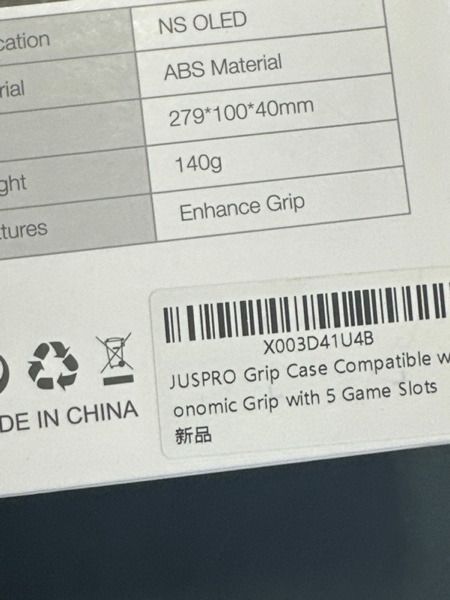 cation NS OLED
rial ABS Material
279*100*40mm
ght 140g
tures Enhance Grip
X003D41U4B
JUSPRO Grip Case Compatible w
onomic Grip with 5 Game Slots
新品
DE IN CHINA